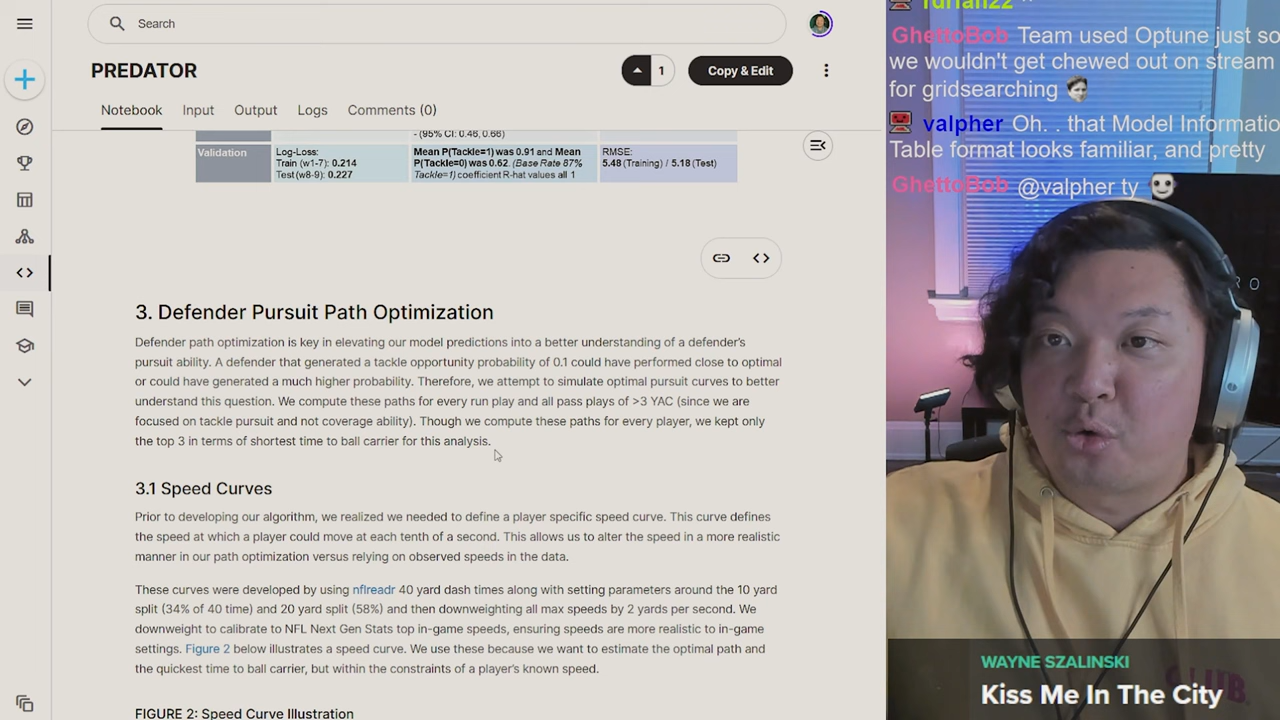 Search
PREDATOR
1
Copy & Edit
Notebook Input Output Logs Comments (0)
- (95% CI: 0.46, 0.66)
Validation
Log-Loss:
Train (w1-7): 0.214
Test(w8-9): 0.227
Mean P(Tackle=1) was 0.91 and Mean
P(Tackle=0) was 0.62. (Base Rate 87%
Tackle=1) coefficient R-hat values all 1
RMSE:
5.48 (Training) / 5.18 (Test)
3. Defender Pursuit Path Optimization
Defender path optimization is key in elevating our model predictions into a better understanding of a defender's
pursuit ability. A defender that generated a tackle opportunity probability of 0.1 could have performed close to optimal
or could have generated a much higher probability. Therefore, we attempt to simulate optimal pursuit curves to better
understand this question. We compute these paths for every run play and all pass plays of >3 YAC (since we are
focused on tackle pursuit and not coverage ability). Though we compute these paths for every player, we kept only
the top 3 in terms of shortest time to ball carrier for this analysis.
3.1 Speed Curves
Prior to developing our algorithm, we realized we needed to define a player specific speed curve. This curve defines
the speed at which a player could move at each tenth of a second. This allows us to alter the speed in a more realistic
manner in our path optimization versus relying on observed speeds in the data.
These curves were developed by using nflreadr 40 yard dash times along with setting parameters around the 10 yard
split (34% of 40 time) and 20 yard split (58%) and then downweighting all max speeds by 2 yards per second. We
downweight to calibrate to NFL Next Gen Stats top in-game speeds, ensuring speeds are more realistic to in-game
settings. Figure 2 below illustrates a speed curve. We use these because we want to estimate the optimal path and
the quickest time to ball carrier, but within the constraints of a player's known speed.
FIGURE 2: Speed Curve Illustration
GhettoBob Team used Optune just so
we wouldn't get chewed out on stream
for gridsearching
valpher Oh. . that Model Informatio
Table format looks familiar, and pretty
GhettoBob @valpher ty
WAYNE SZALINSKI
Kiss Me In The City